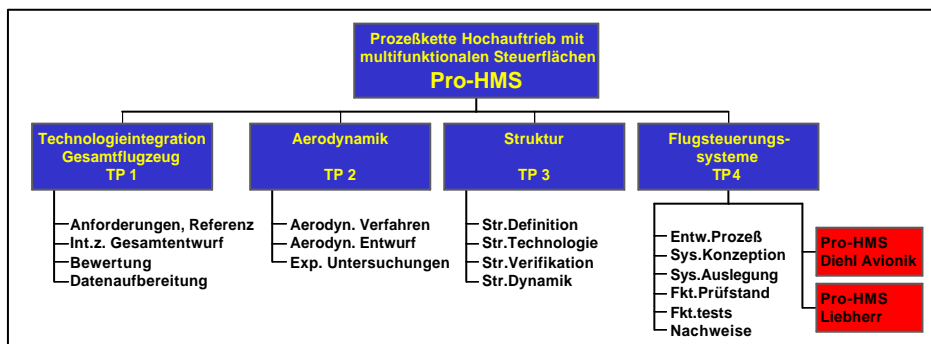 Prozeßkette Hochauftrieb mit
multifunktionalen Steuerflächen
Pro-HMS
Technologieintegration
Gesamtflugzeug
TP 1
Anforderungen, Referenz
Int.z. Gesamtentwurf
Bewertung
Datenaufbereitung
Aerodynamik
TP 2
Aerodyn. Verfahren
Aerodyn. Entwurf
Exp. Untersuchungen
Struktur
TP 3
Str.Definition
Str.Technologie
Str.Verifikation
Str.Dynamik
Flugsteuerungs-
systeme
TP4
Entw.Prozeß
Sys.Konzeption
Sys.Auslegung
Fkt.Prüfstand
Fkt.tests
Nachweise
Pro-HMS
Diehl Avionik
Pro-HMS
Liebherr